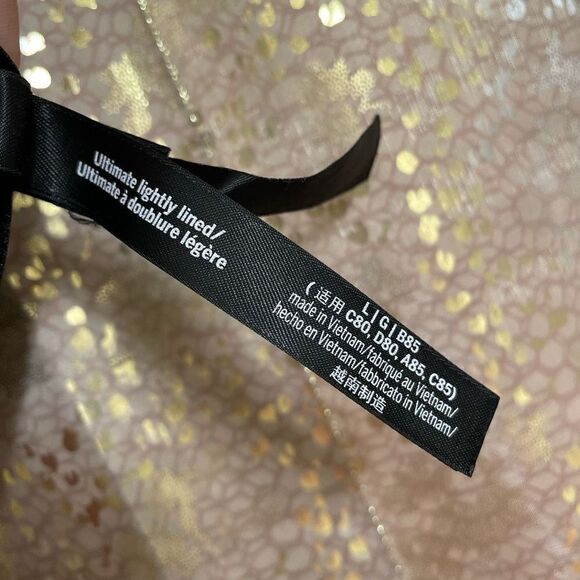 Ultimate lightly lined/
Ultimate à doublure légère
L | G | B85
( 适用 C80, D80, A85, C85)
made in Vietnam/fabriqué au Vietnam/
hecho en Vietnam/fabbricato in Vietnam/
越南制造